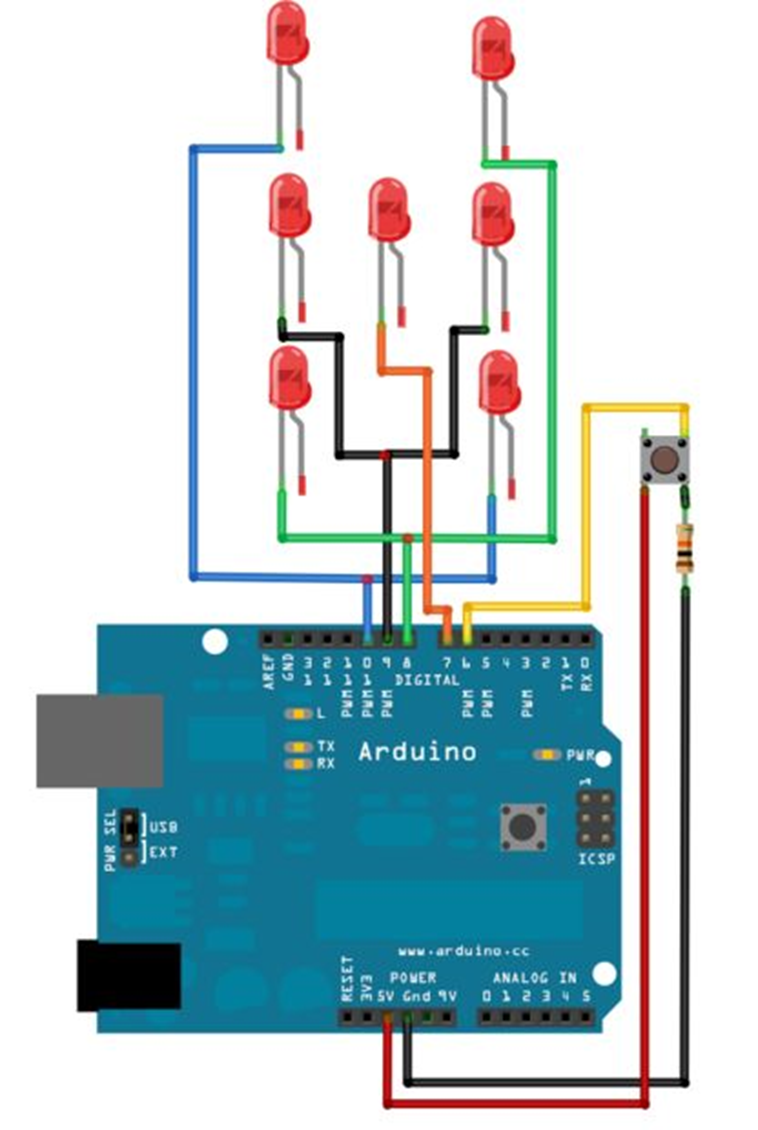 AREF
GND
13
12
PWM 11
PWM 10
PWM 9
8
7
PWM 6
PWM 5
4
PWM 3
2
TX 1
RX 0
DIGITAL
L
TX
RX
Arduino
PWR
1
ICSP
PWR SEL
USB
EXT
www.arduino.cc
POWER
ANALOG IN
RESET
3V3
5V Gnd 9V
0 1 2 3 4 5